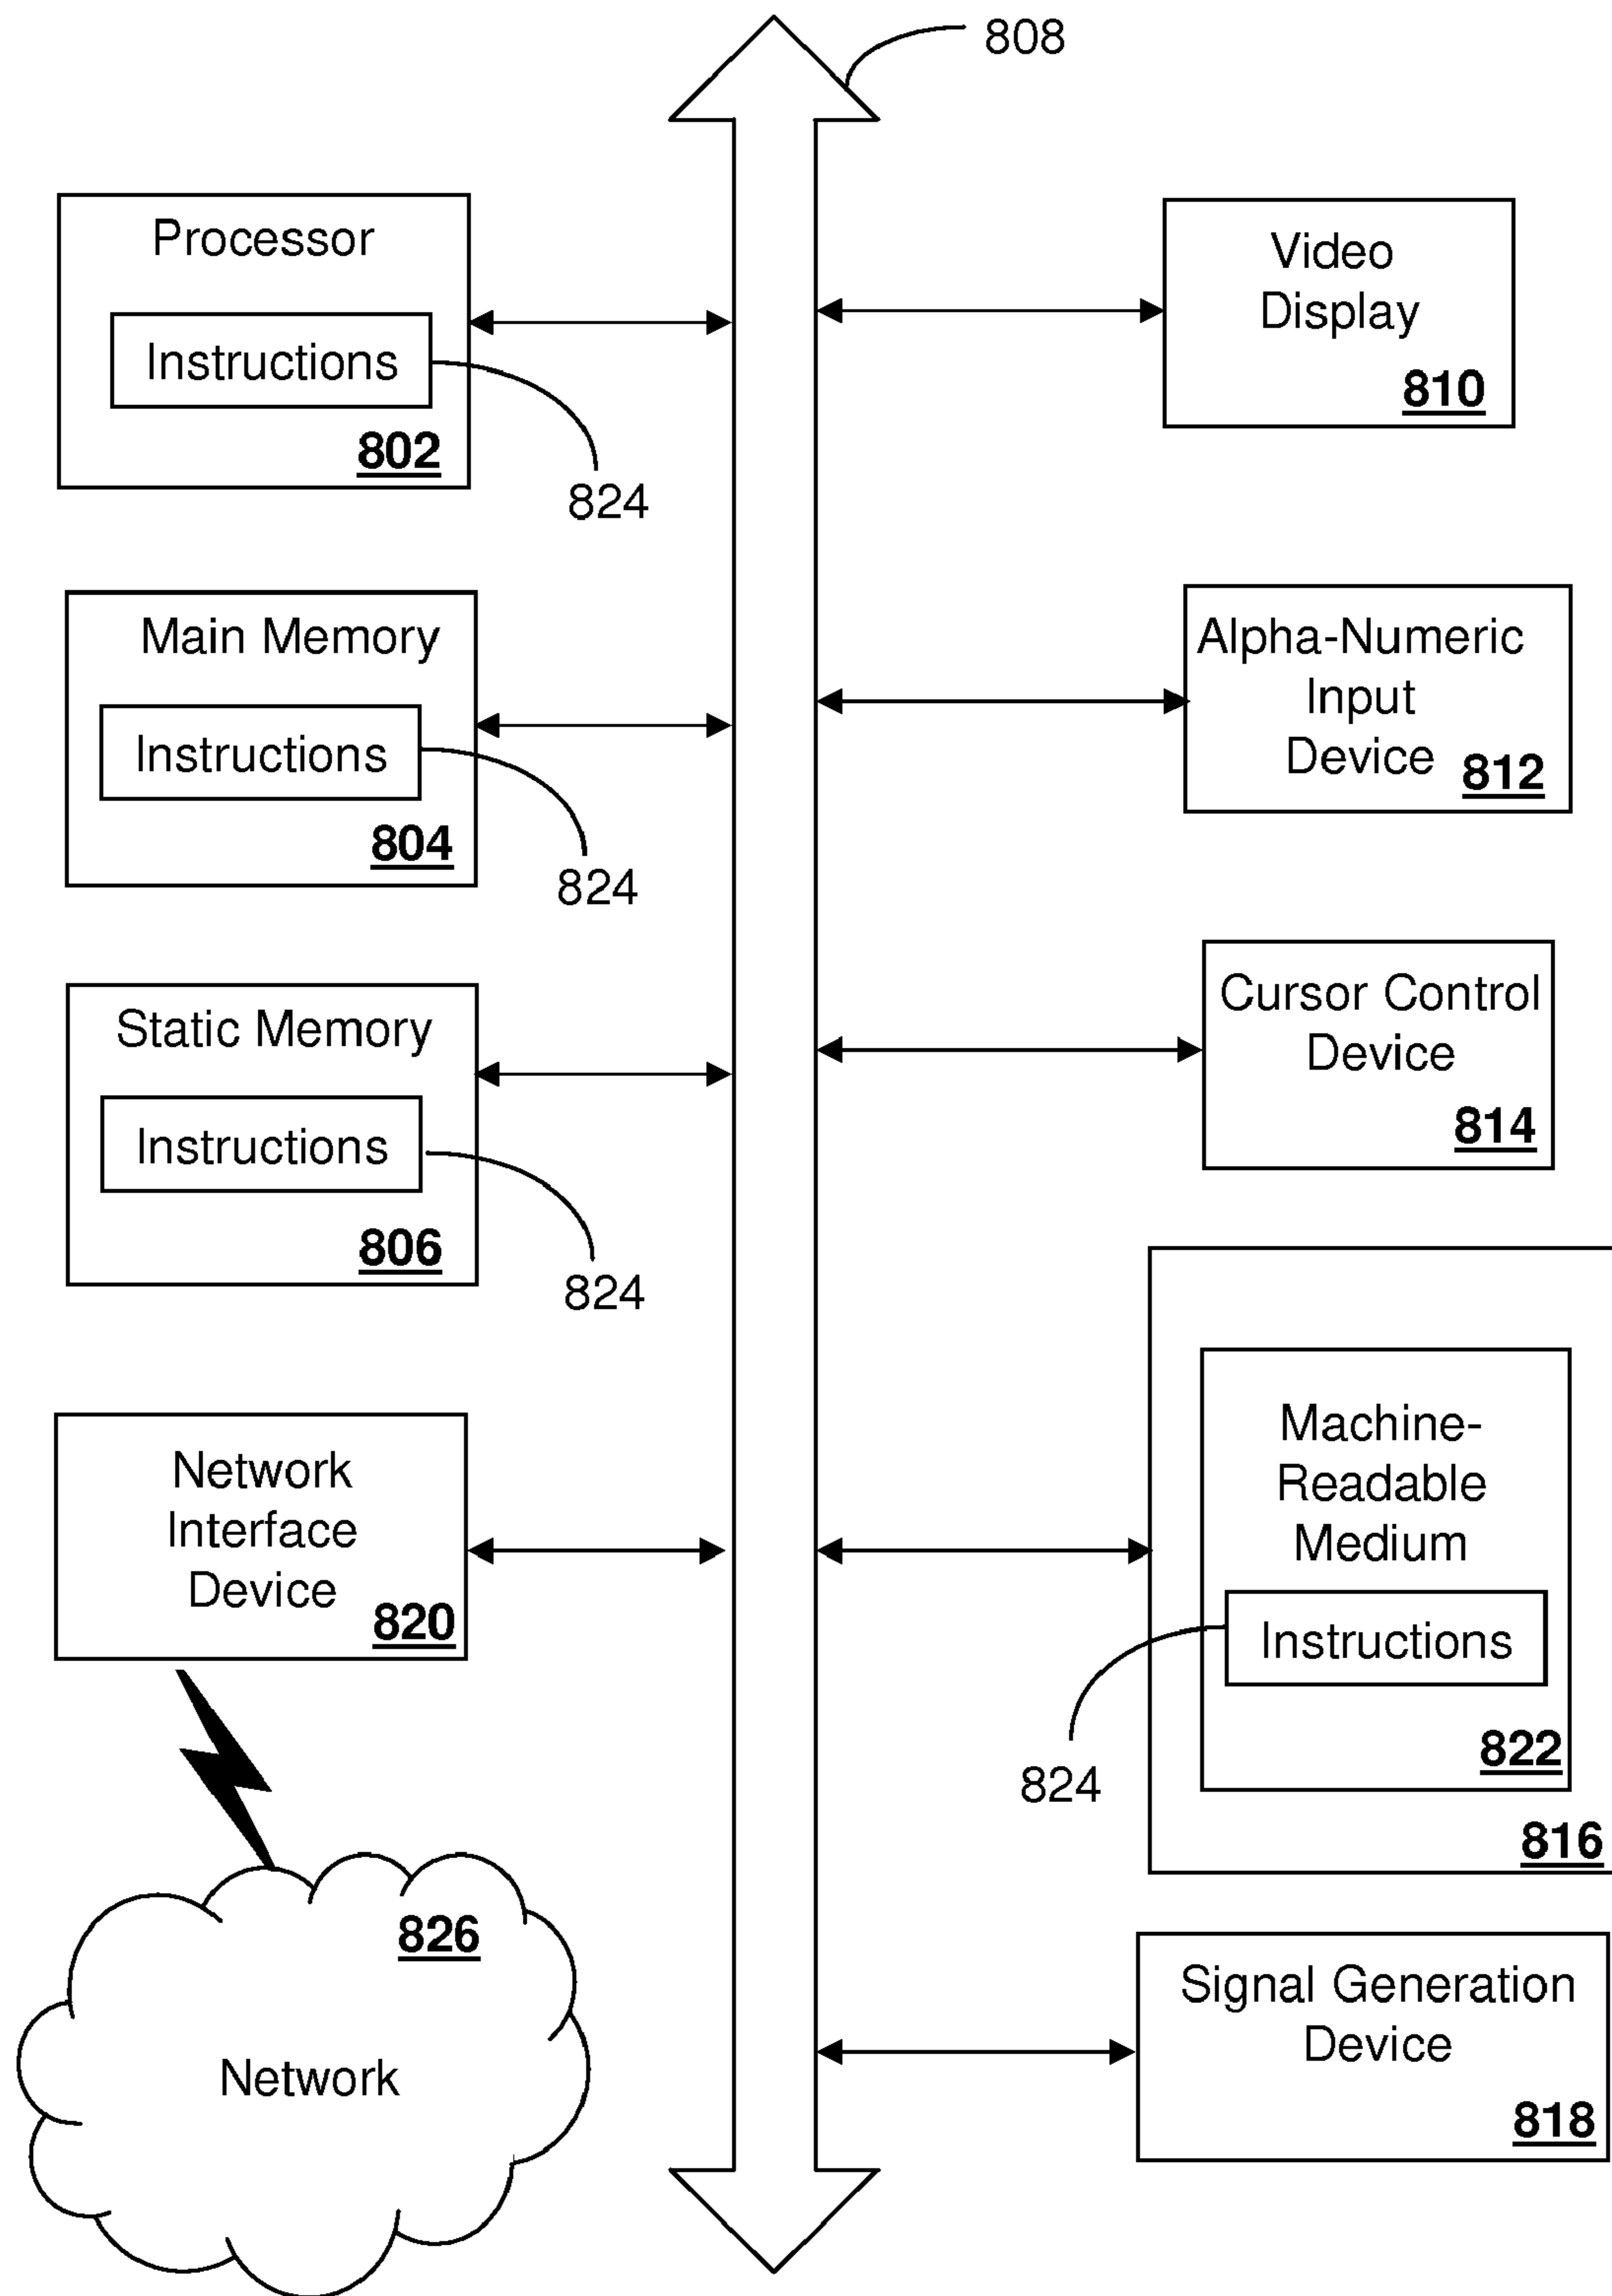 808
Processor
Instructions
802
824
Main Memory
Instructions
804
824
Static Memory
Instructions
806
824
Network
Interface
Device
820
826
Network
Video
Display
810
Alpha-Numeric
Input
Device
812
Cursor Control
Device
814
Machine-
Readable
Medium
Instructions
822
824
816
Signal Generation
Device
818